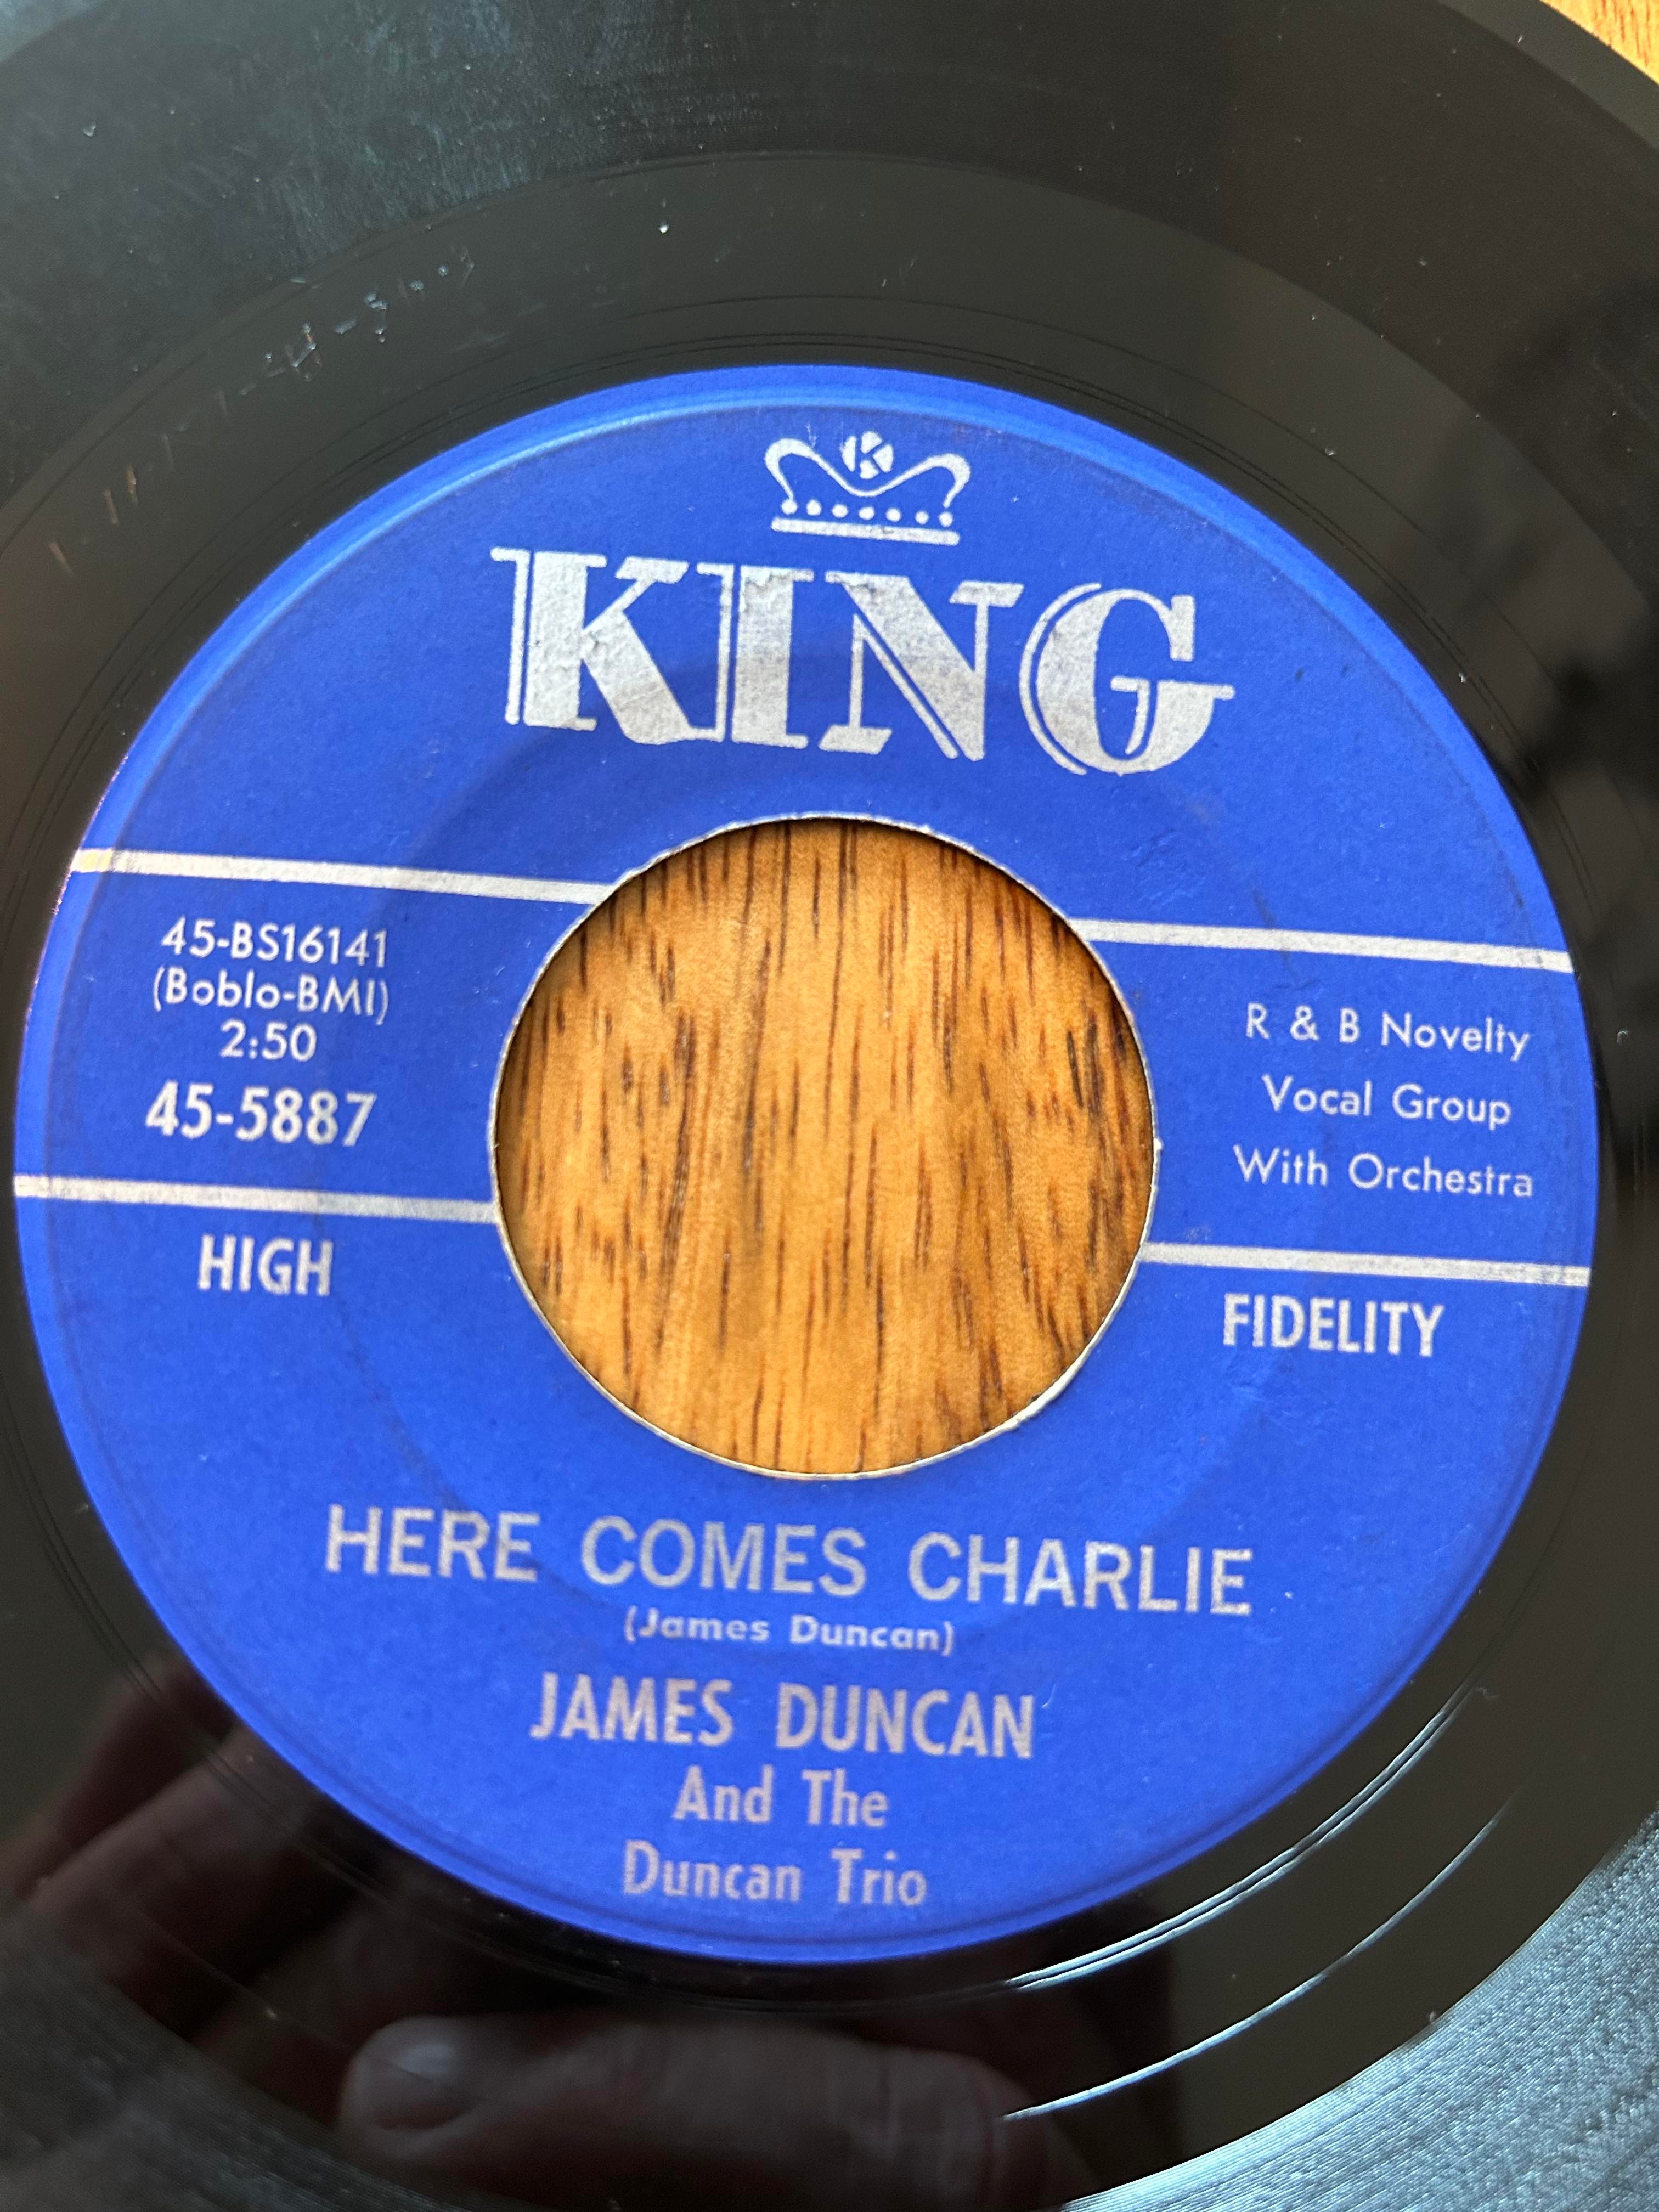 K
KING
45-BS16141
(Boblo-BMI)
2:50
45-5887
R & B Novelty
Vocal Group
With Orchestra
HIGH
FIDELITY
HERE COMES CHARLIE
(James Duncan)
JAMES DUNCAN
And The
Duncan Trio